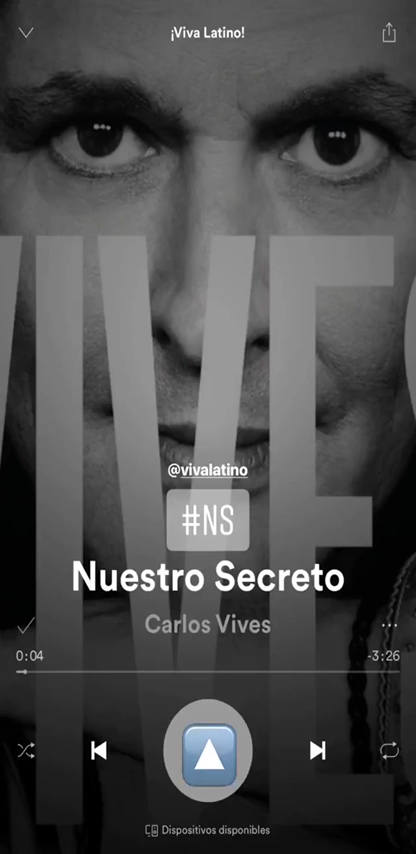 ¡Viva Latino!
VIVES
@vivalatino
#NS
Nuestro Secreto
Carlos Vives
...
0:04
-3:26
Dispositivos disponibles